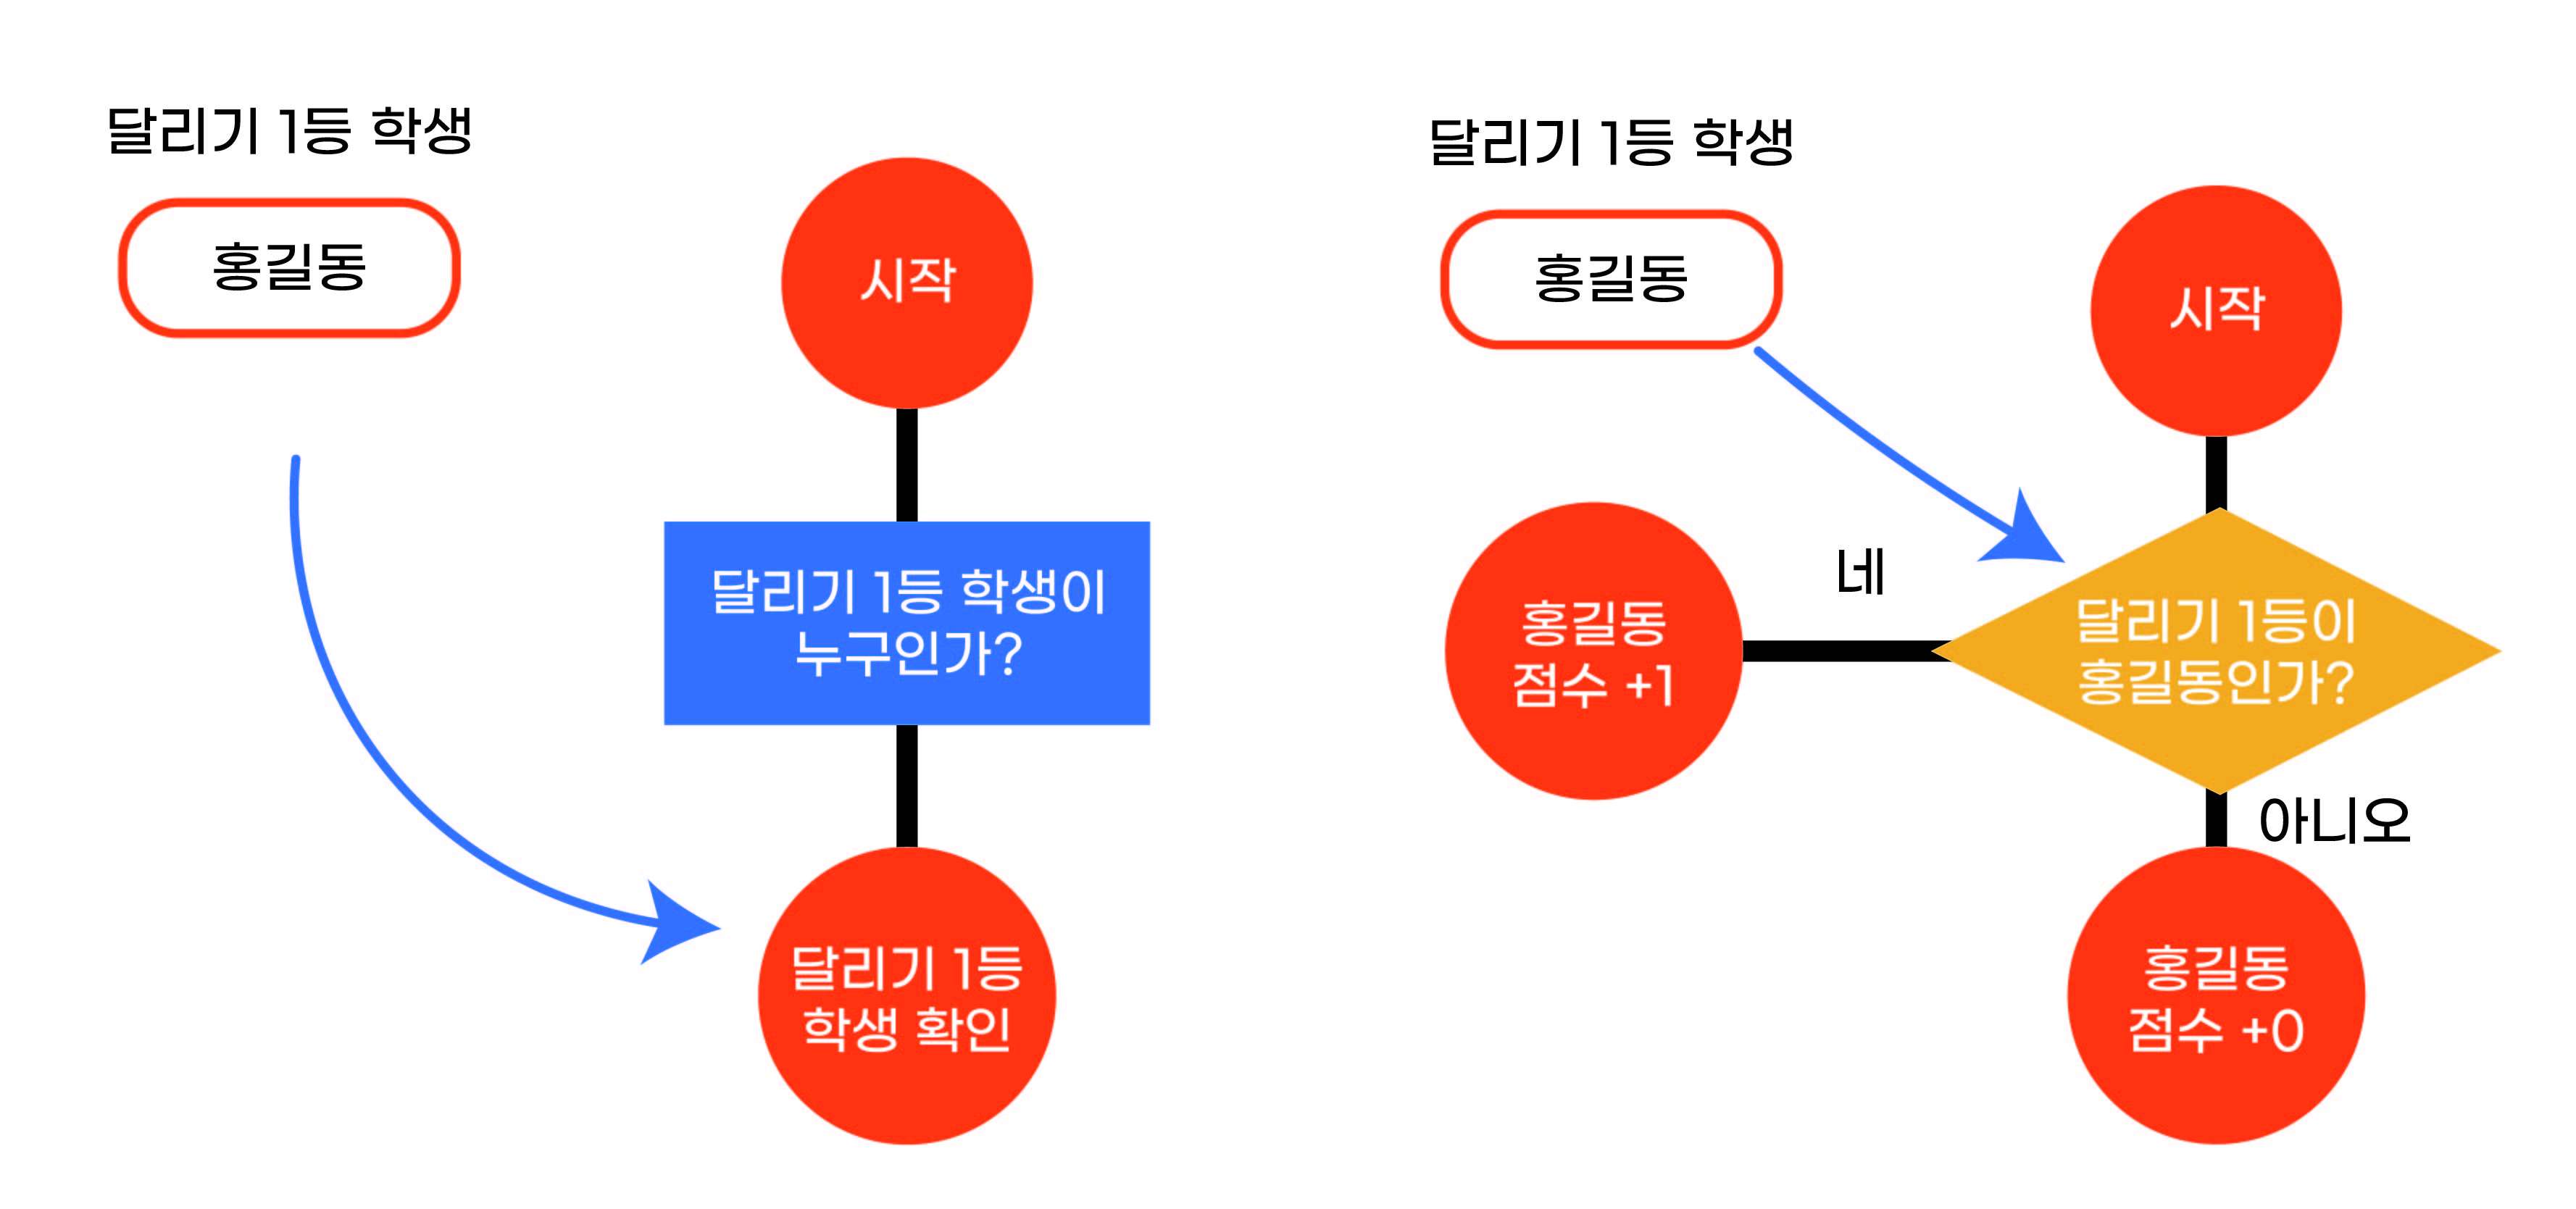 달리기 1등 학생
홍길동
시작
달리기 1등 학생이
누구인가?
달리기 1등
학생 확인
달리기 1등 학생
홍길동
시작
달리기 1등이
홍길동인가?
네
홍길동
점수 +1
아니오
홍길동
점수 +0